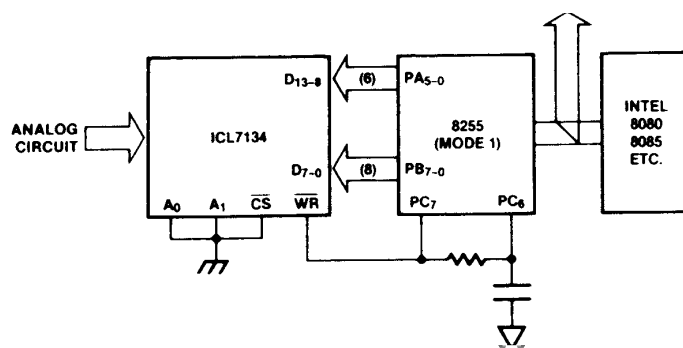 ANALOG
CIRCUIT
ICL7134
D13–8
D7–0
A0 A1 CS WR
(6)
(8)
PA5–0
8255
(MODE 1)
PB7–0
PC7 PC6
INTEL
8080
8085
ETC.